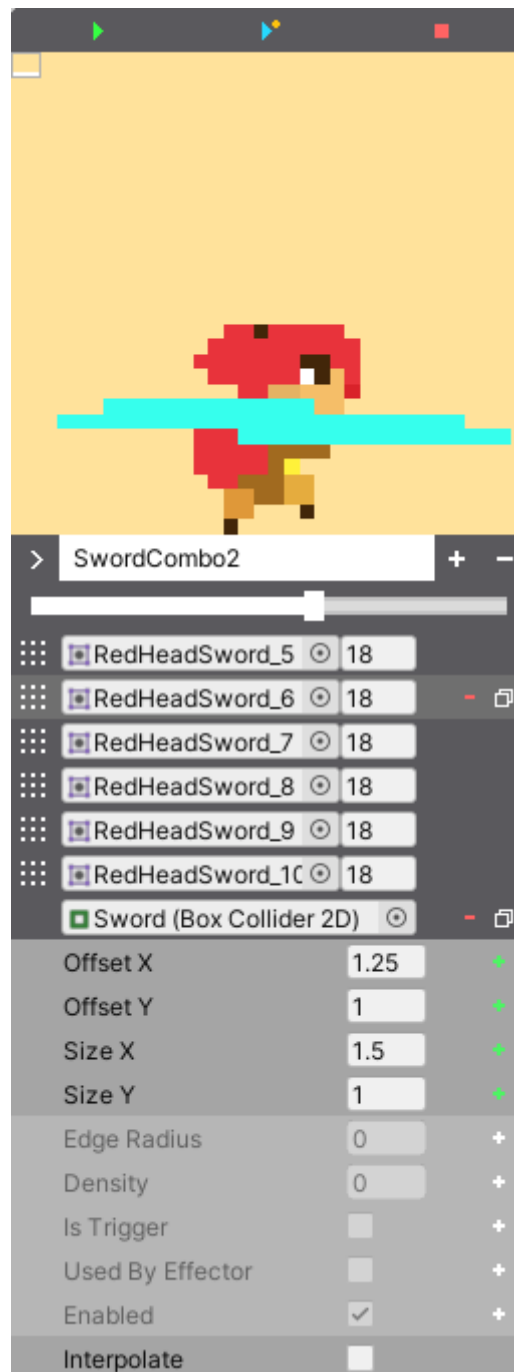 SwordCombo2
RedHeadSword_5 18
RedHeadSword_6 18
RedHeadSword_7 18
RedHeadSword_8 18
RedHeadSword_9 18
RedHeadSword_10 18
Sword (Box Collider 2D)
Offset X 1.25
Offset Y 1
Size X 1.5
Size Y 1
Edge Radius 0
Density 0
Is Trigger
Used By Effector
Enabled
Interpolate